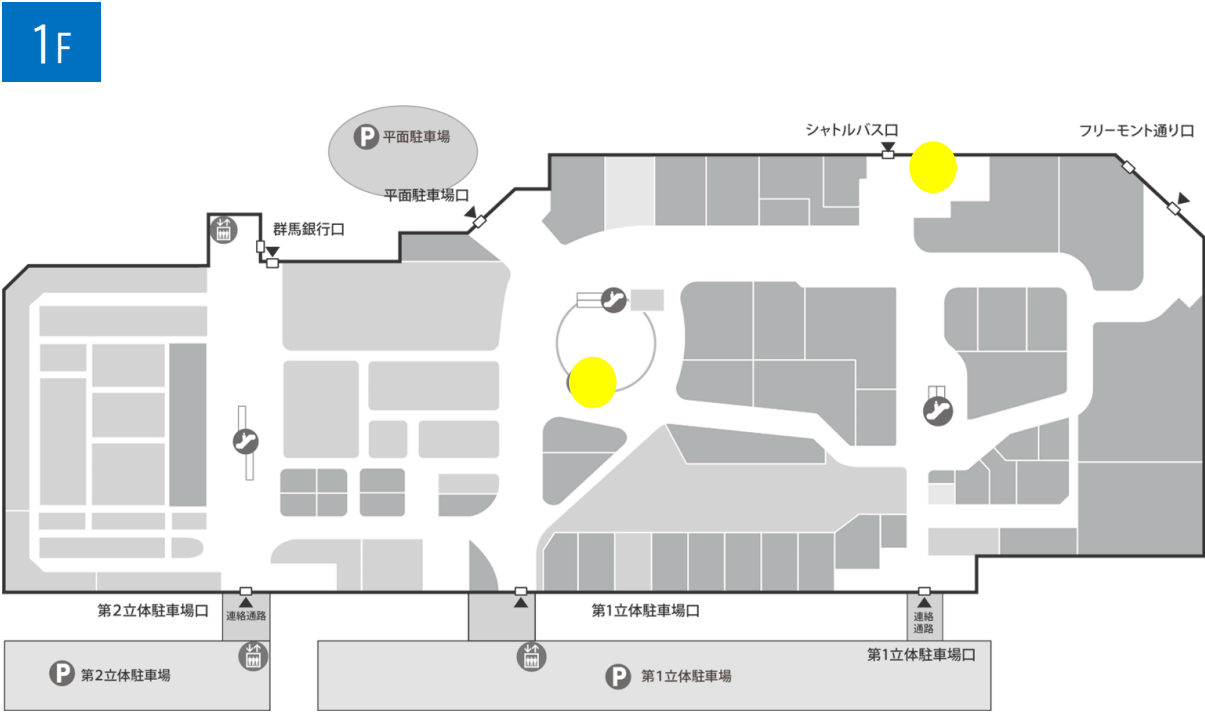 1F
シャトルバス口
フリーモント通り口
P 平面駐車場
平面駐車場口
群馬銀行口
第2立体駐車場口
連絡通路
第1立体駐車場口
連絡
通路
第1立体駐車場口
P 第2立体駐車場
P 第1立体駐車場